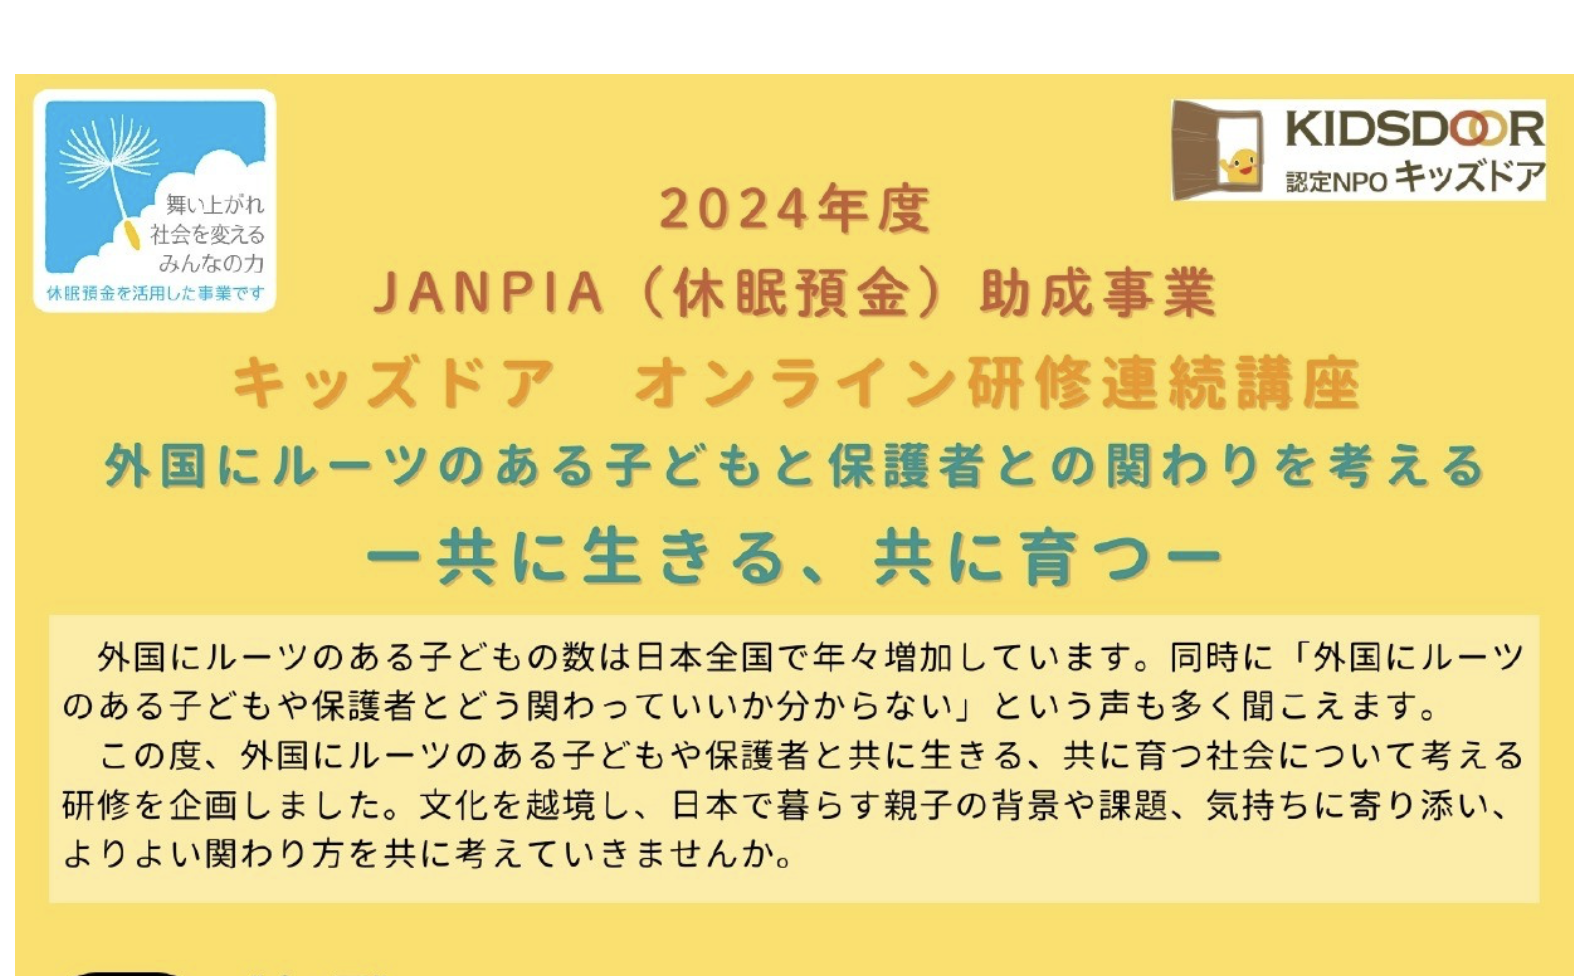 舞い上がれ
社会を変える
みんなの力
休眠預金を活用した事業です
KIDSDOOR
認定NPO キッズドア
2024年度
JANPIA（休眠預金）助成事業
キッズドア　オンライン研修連続講座
外国にルーツのある子どもと保護者との関わりを考える
ー共に生きる、共に育つー
　外国にルーツのある子どもの数は日本全国で年々増加しています。同時に「外国にルーツ
のある子どもや保護者とどう関わっていいか分からない」という声も多く聞こえます。
　この度、外国にルーツのある子どもや保護者と共に生きる、共に育つ社会について考える
研修を企画しました。文化を越境し、日本で暮らす親子の背景や課題、気持ちに寄り添い、
よりよい関わり方を共に考えていきませんか。